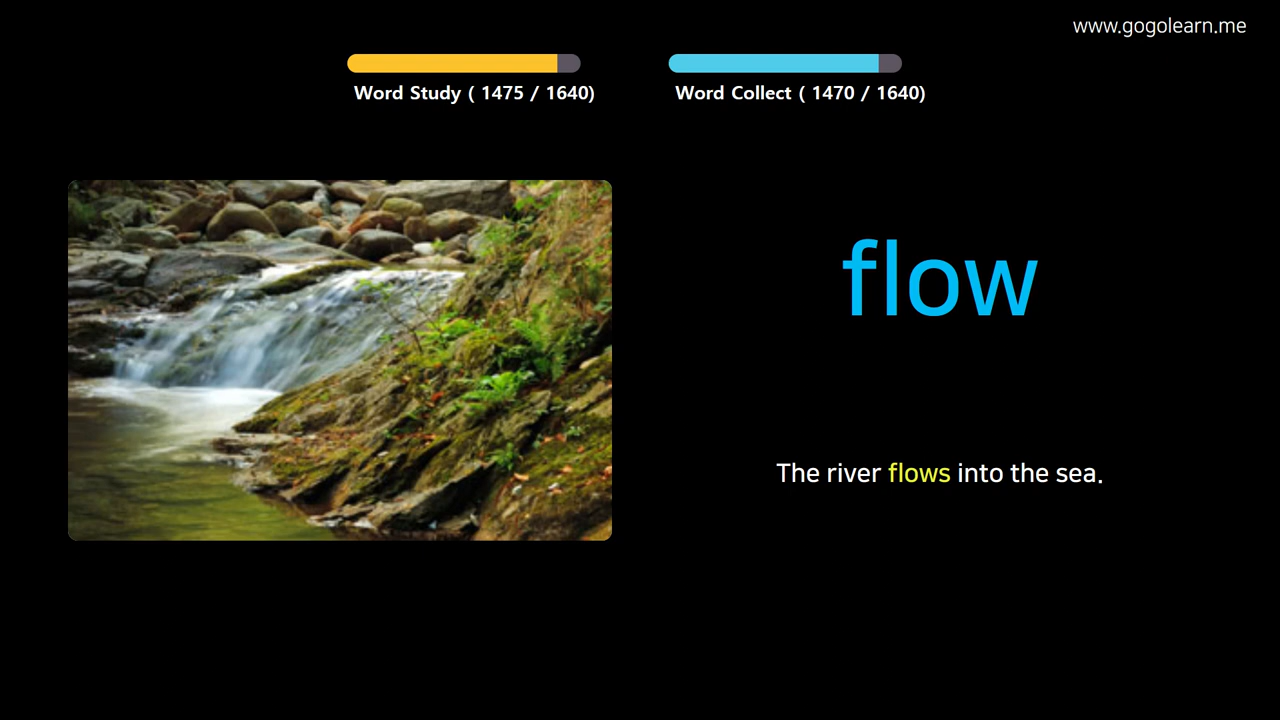 www.gogolearn.me
Word Study ( 1475 / 1640)
Word Collect ( 1470 / 1640)
flow
The river flows into the sea.